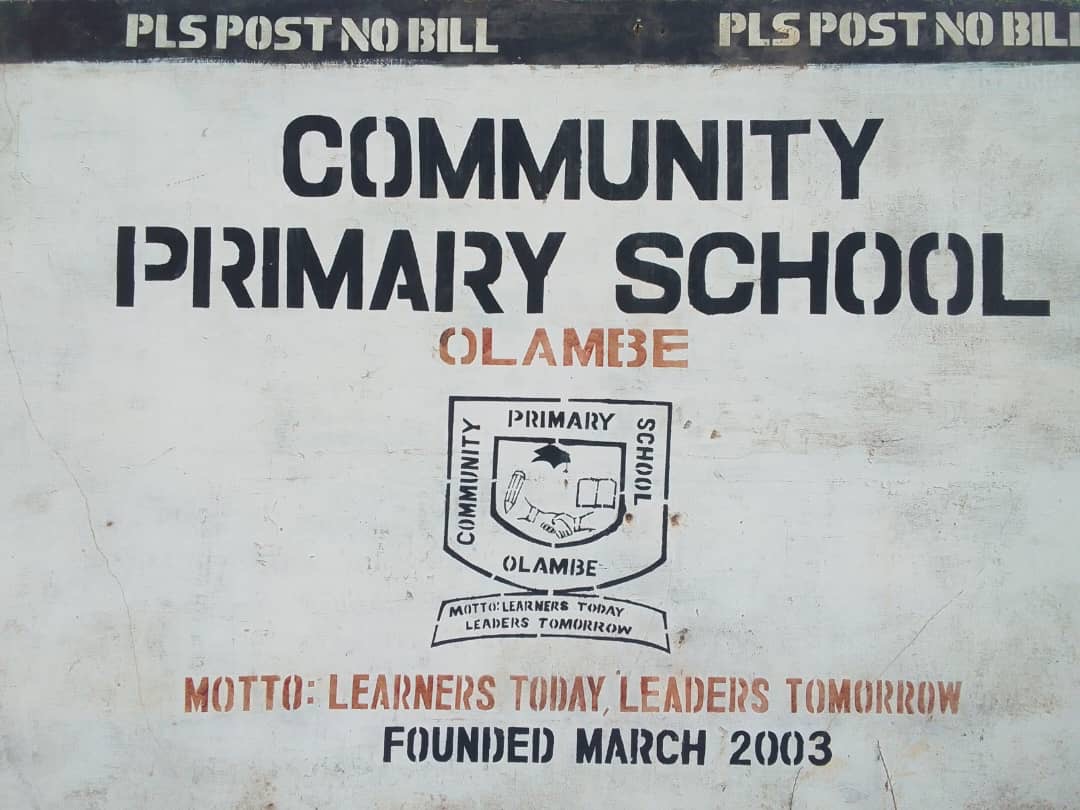 PLS POST NO BILL PLS POST NO BILL
COMMUNITY
PRIMARY SCHOOL
OLAMBE
COMMUNITY PRIMARY SCHOOL
OLAMBE
MOTTO: LEARNERS TODAY
LEADERS TOMORROW
MOTTO: LEARNERS TODAY, LEADERS TOMORROW
FOUNDED MARCH 2003